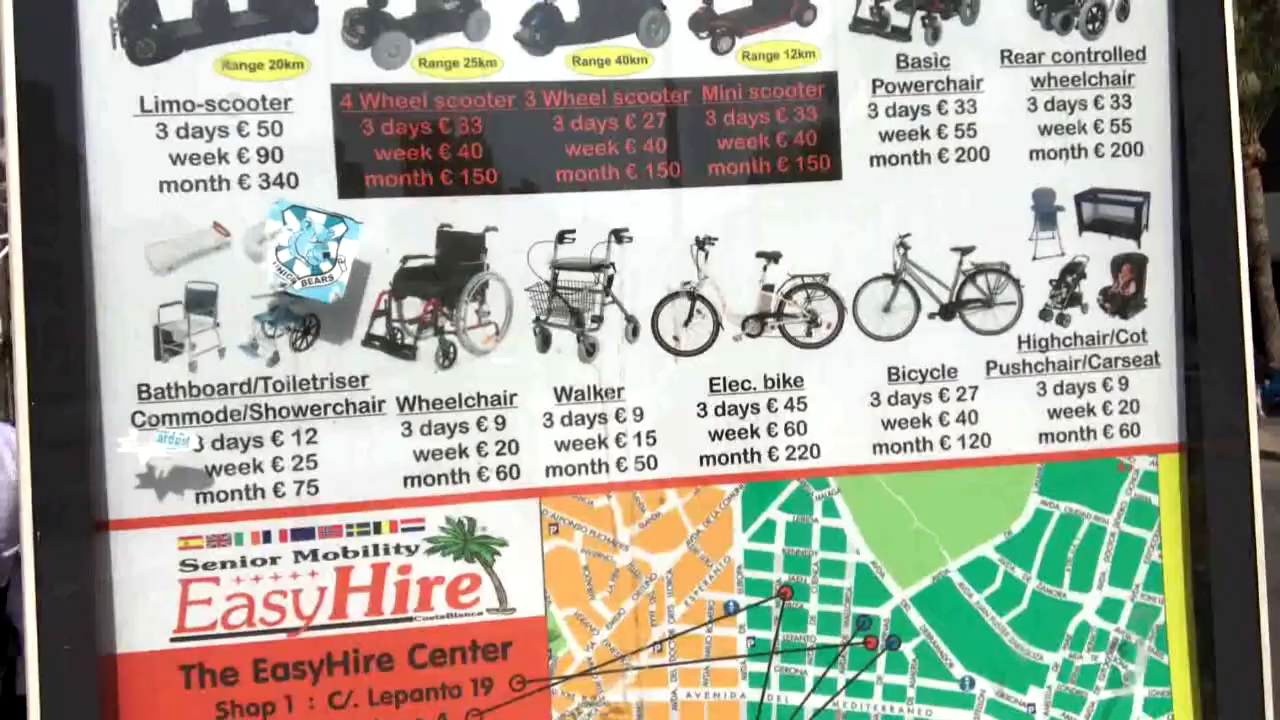 Range 20km
Range 25km
Range 40km
Range 12km
Limo-scooter
3 days € 50
week € 90
month € 340
4 Wheel scooter
3 days € 33
week € 40
month € 150
3 Wheel scooter
3 days € 27
week € 40
month € 150
Mini scooter
3 days € 33
week € 40
month € 150
Basic
Powerchair
3 days € 33
week € 55
month € 200
Rear controlled
wheelchair
3 days € 33
week € 55
month € 200
BEARS
Bathboard/Toiletriser
Commode/Showerchair
3 days € 12
week € 25
month € 75
Wheelchair
3 days € 9
week € 20
month € 60
Walker
3 days € 9
week € 15
month € 50
Elec. bike
3 days € 45
week € 60
month € 220
Bicycle
3 days € 27
week € 40
month € 120
Highchair/Cot
Pushchair/Carseat
3 days € 9
week € 20
month € 60
Senior Mobility
EasyHire
CostaBlanca
The EasyHire Center
Shop 1 : C/. Lepanto 19
LEPANTO
GERONA
AVENIDA DEL MEDITERRANEO